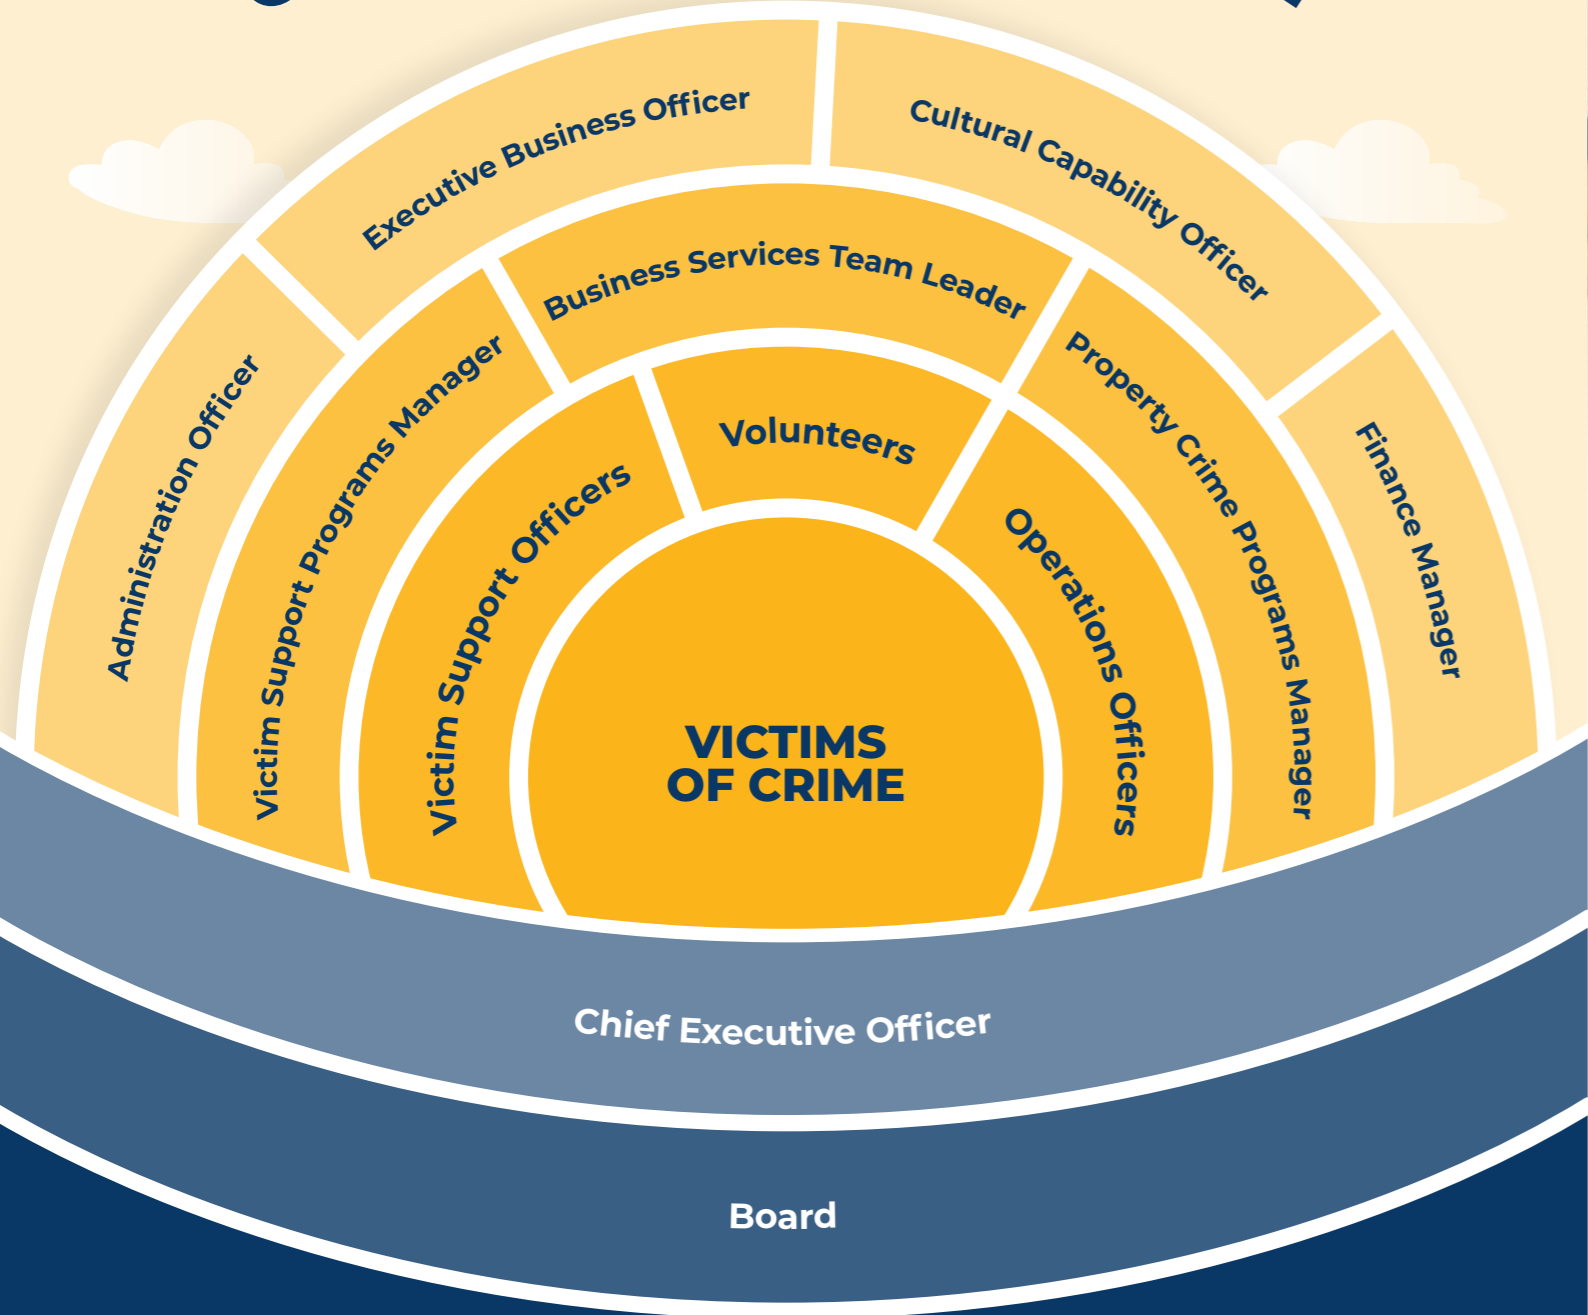 Executive Business Officer
Cultural Capability Officer
Administration Officer
Finance Manager
Victim Support Programs Manager
Business Services Team Leader
Property Crime Programs Manager
Victim Support Officers
Volunteers
Operations Officers
VICTIMS
OF CRIME
Chief Executive Officer
Board